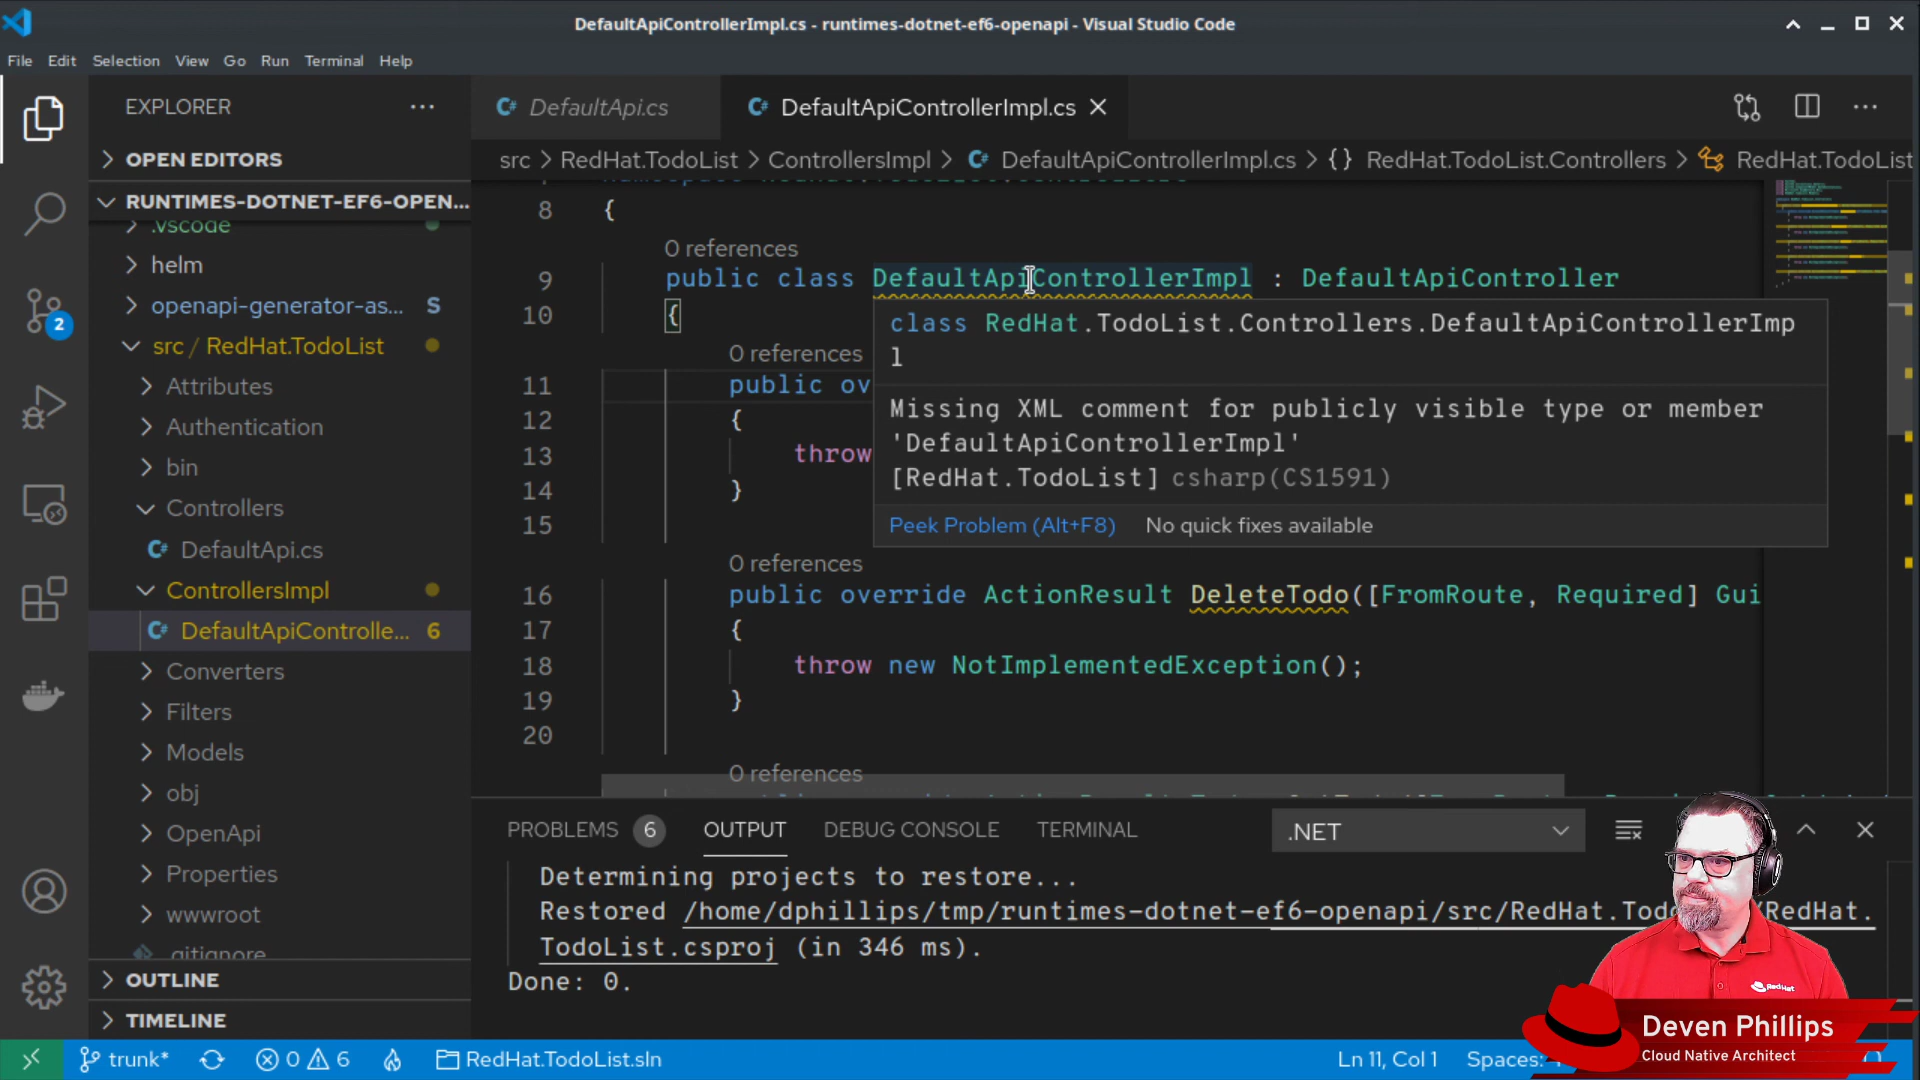 DefaultApiControllerImpl.cs - runtimes-dotnet-ef6-openapi - Visual Studio Code
File Edit Selection View Go Run Terminal Help
EXPLORER ...
OPEN EDITORS
RUNTIMES-DOTNET-EF6-OPEN...
.vscode
helm
openapi-generator-as... S
src / RedHat.TodoList
Attributes
Authentication
bin
Controllers
DefaultApi.cs
ControllersImpl
DefaultApiControlle... 6
Converters
Filters
Models
obj
OpenApi
Properties
wwwroot
.gitignore
OUTLINE
TIMELINE
2
DefaultApi.cs DefaultApiControllerImpl.cs
src > RedHat.TodoList > ControllersImpl > DefaultApiControllerImpl.cs > {} RedHat.TodoList.Controllers > RedHat.TodoList
8 {
0 references
9 public class DefaultApiControllerImpl : DefaultApiController
10 {
0 references
11 public ov
12 {
13 throw
14 }
15
class RedHat.TodoList.Controllers.DefaultApiControllerImp
l
Missing XML comment for publicly visible type or member
'DefaultApiControllerImpl'
[RedHat.TodoList] csharp(CS1591)
Peek Problem (Alt+F8) No quick fixes available
0 references
16 public override ActionResult DeleteTodo([FromRoute, Required] Gui
17 {
18 throw new NotImplementedException();
19 }
20
0 references
PROBLEMS 6 OUTPUT DEBUG CONSOLE TERMINAL .NET
Determining projects to restore...
Restored /home/dphillips/tmp/runtimes-dotnet-ef6-openapi/src/RedHat.Tod /RedHat.
TodoList.csproj (in 346 ms).
Done: 0.
RedHat
Deven Phillips
Cloud Native Architect
trunk* 0 6 RedHat.TodoList.sln Ln 11, Col 1 Spaces: